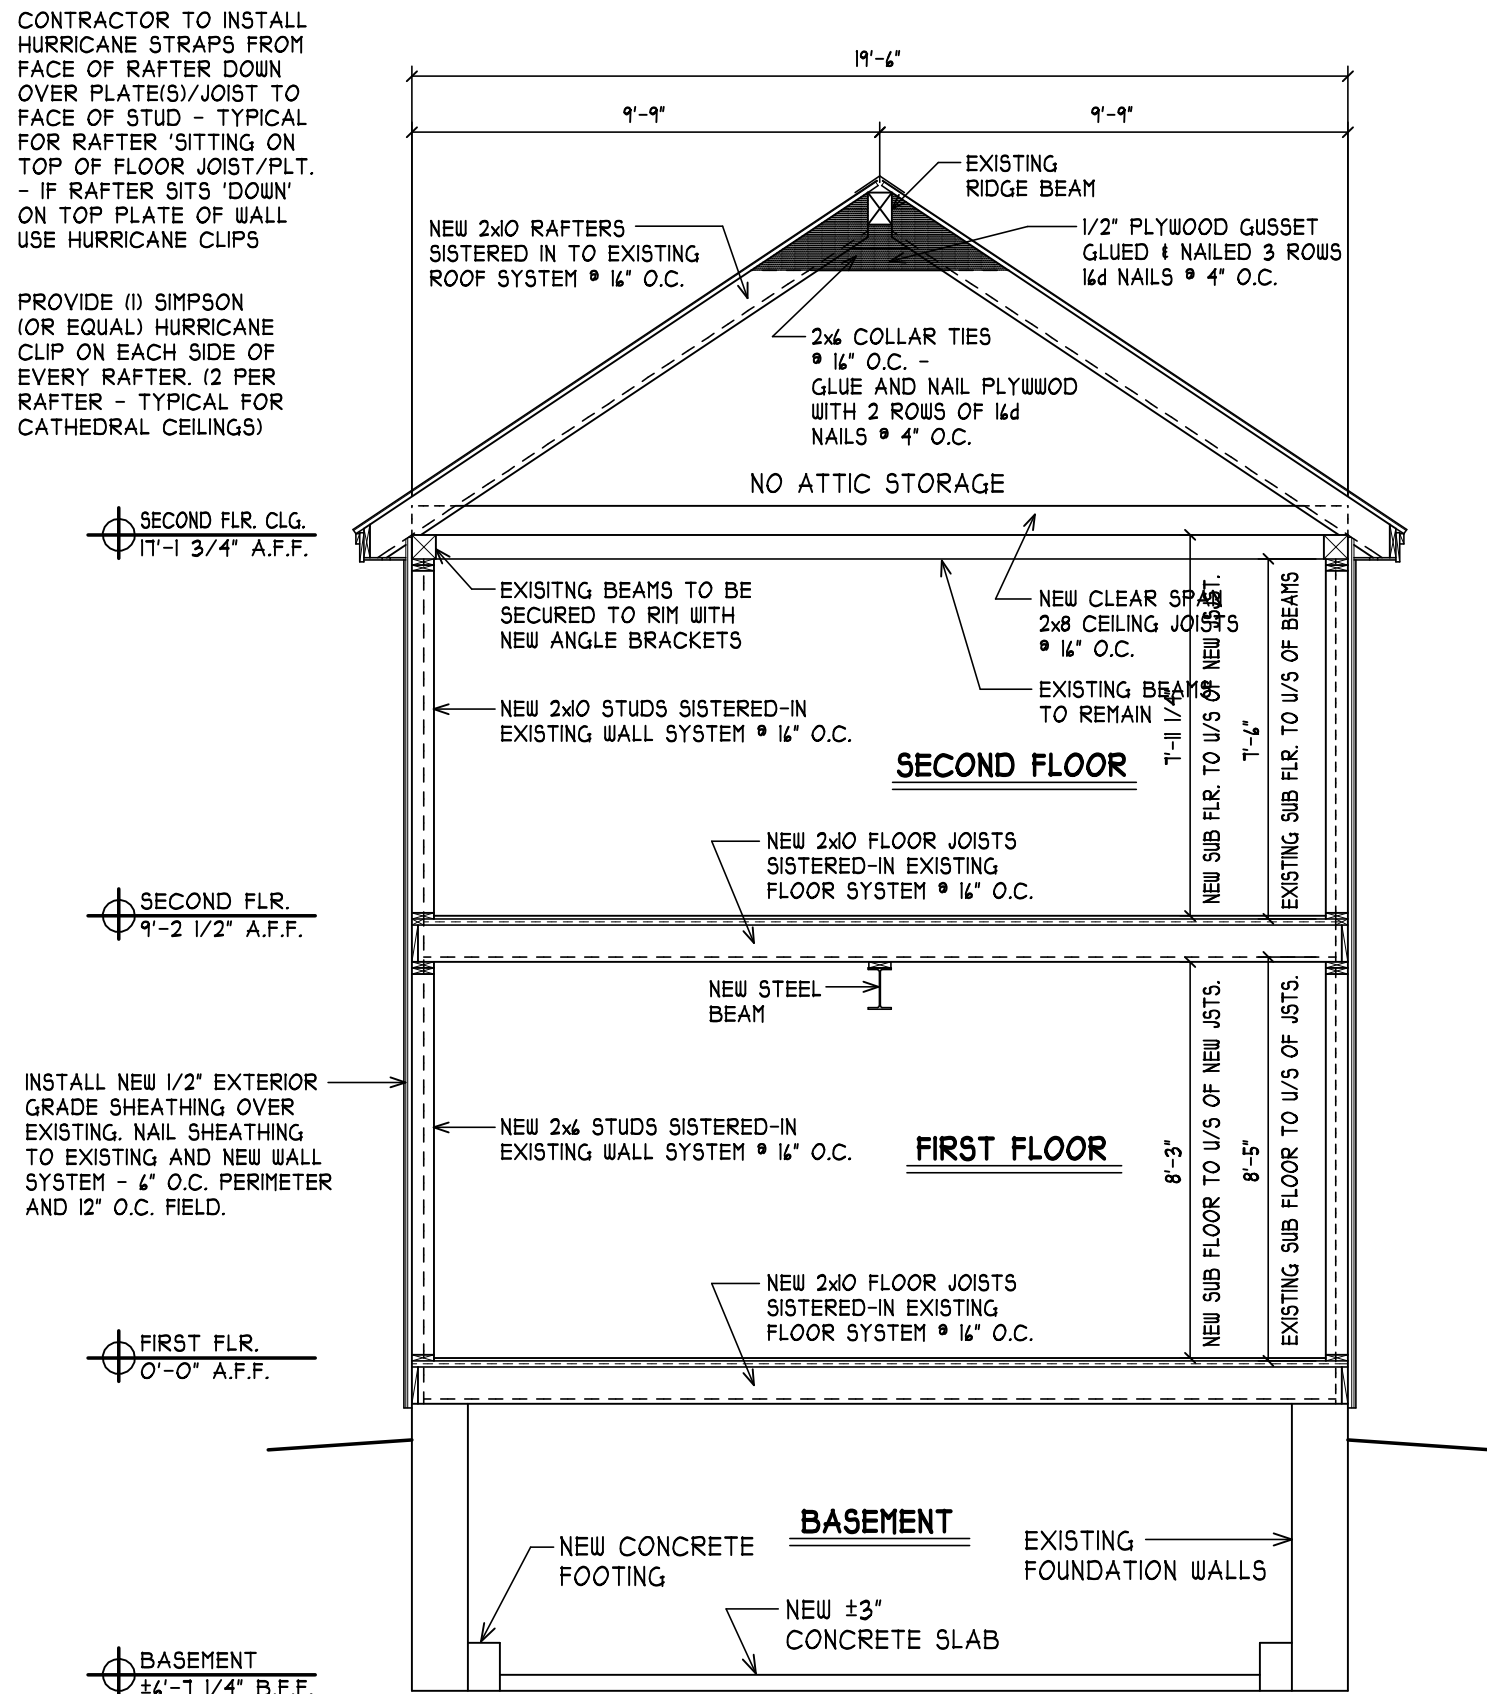 CONTRACTOR TO INSTALL
HURRICANE STRAPS FROM
FACE OF RAFTER DOWN
OVER PLATE(S)/JOIST TO
FACE OF STUD - TYPICAL
FOR RAFTER 'SITTING ON
TOP OF FLOOR JOIST/PLT.
- IF RAFTER SITS 'DOWN'
ON TOP PLATE OF WALL
USE HURRICANE CLIPS
PROVIDE (1) SIMPSON
(OR EQUAL) HURRICANE
CLIP ON EACH SIDE OF
EVERY RAFTER. (2 PER
RAFTER - TYPICAL FOR
CATHEDRAL CEILINGS)
19'-6"
9'-9"
9'-9"
EXISTING
RIDGE BEAM
NEW 2x10 RAFTERS
SISTERED IN TO EXISTING
ROOF SYSTEM @ 16" O.C.
1/2" PLYWOOD GUSSET
GLUED & NAILED 3 ROWS
16d NAILS @ 4" O.C.
2x6 COLLAR TIES
@ 16" O.C. -
GLUE AND NAIL PLYWWOD
WITH 2 ROWS OF 16d
NAILS @ 4" O.C.
NO ATTIC STORAGE
SECOND FLR. CLG.
17'-1 3/4" A.F.F.
EXISITNG BEAMS TO BE
SECURED TO RIM WITH
NEW ANGLE BRACKETS
NEW CLEAR SPAN
2x8 CEILING JOISTS
@ 16" O.C.
EXISTING BEAMS
TO REMAIN
NEW 2x10 STUDS SISTERED-IN
EXISTING WALL SYSTEM @ 16" O.C.
7'-11 1/4"
NEW SUB FLR. TO U/S OF NEW JST.
7'-6"
EXISTING SUB FLR. TO U/S OF BEAMS
SECOND FLOOR
NEW 2x10 FLOOR JOISTS
SISTERED-IN EXISTING
FLOOR SYSTEM @ 16" O.C.
SECOND FLR.
9'-2 1/2" A.F.F.
NEW STEEL
BEAM
INSTALL NEW 1/2" EXTERIOR
GRADE SHEATHING OVER
EXISTING. NAIL SHEATHING
TO EXISTING AND NEW WALL
SYSTEM - 6" O.C. PERIMETER
AND 12" O.C. FIELD.
NEW 2x6 STUDS SISTERED-IN
EXISTING WALL SYSTEM @ 16" O.C.
FIRST FLOOR
8'-3"
NEW SUB FLOOR TO U/S OF NEW JSTS.
8'-5"
EXISTING SUB FLOOR TO U/S OF JSTS.
NEW 2x10 FLOOR JOISTS
SISTERED-IN EXISTING
FLOOR SYSTEM @ 16" O.C.
FIRST FLR.
0'-0" A.F.F.
BASEMENT
NEW CONCRETE
FOOTING
EXISTING
FOUNDATION WALLS
NEW ±3"
CONCRETE SLAB
BASEMENT
±6'-7 1/4" B.F.F.